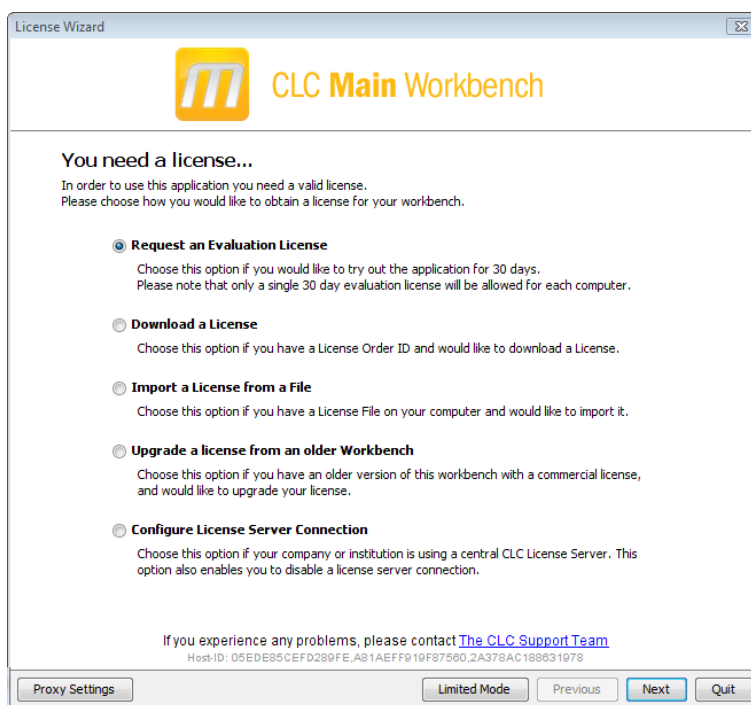 License Wizard
CLC Main Workbench
You need a license...
In order to use this application you need a valid license.
Please choose how you would like to obtain a license for your workbench.
Request an Evaluation License
Choose this option if you would like to try out the application for 30 days.
Please note that only a single 30 day evaluation license will be allowed for each computer.
Download a License
Choose this option if you have a License Order ID and would like to download a License.
Import a License from a File
Choose this option if you have a License File on your computer and would like to import it.
Upgrade a license from an older Workbench
Choose this option if you have an older version of this workbench with a commercial license,
and would like to upgrade your license.
Configure License Server Connection
Choose this option if your company or institution is using a central CLC License Server. This
option also enables you to disable a license server connection.
If you experience any problems, please contact The CLC Support Team
Host-ID: 05EDE85CEFD289FE,A81AEFF919F87560,2A378AC188631978
Proxy Settings Limited Mode Previous Next Quit